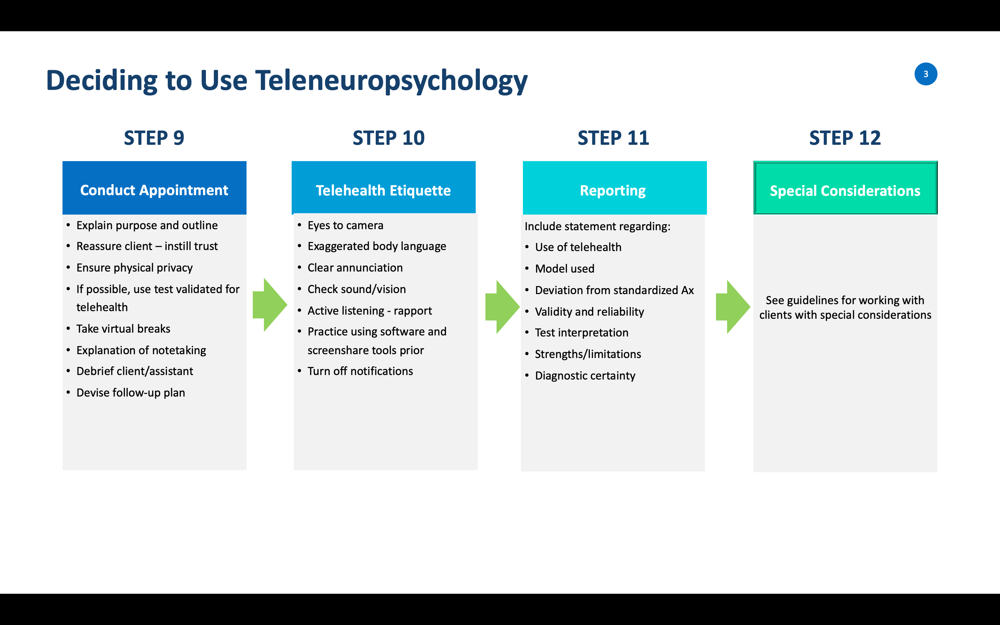 Deciding to Use Teleneuropsychology
3
STEP 9
Conduct Appointment
• Explain purpose and outline
• Reassure client – instill trust
• Ensure physical privacy
• If possible, use test validated for
telehealth
• Take virtual breaks
• Explanation of notetaking
• Debrief client/assistant
• Devise follow-up plan
STEP 10
Telehealth Etiquette
• Eyes to camera
• Exaggerated body language
• Clear annunciation
• Check sound/vision
• Active listening - rapport
• Practice using software and
screenshare tools prior
• Turn off notifications
STEP 11
Reporting
Include statement regarding:
• Use of telehealth
• Model used
• Deviation from standardized Ax
• Validity and reliability
• Test interpretation
• Strengths/limitations
• Diagnostic certainty
STEP 12
Special Considerations
See guidelines for working with
clients with special considerations